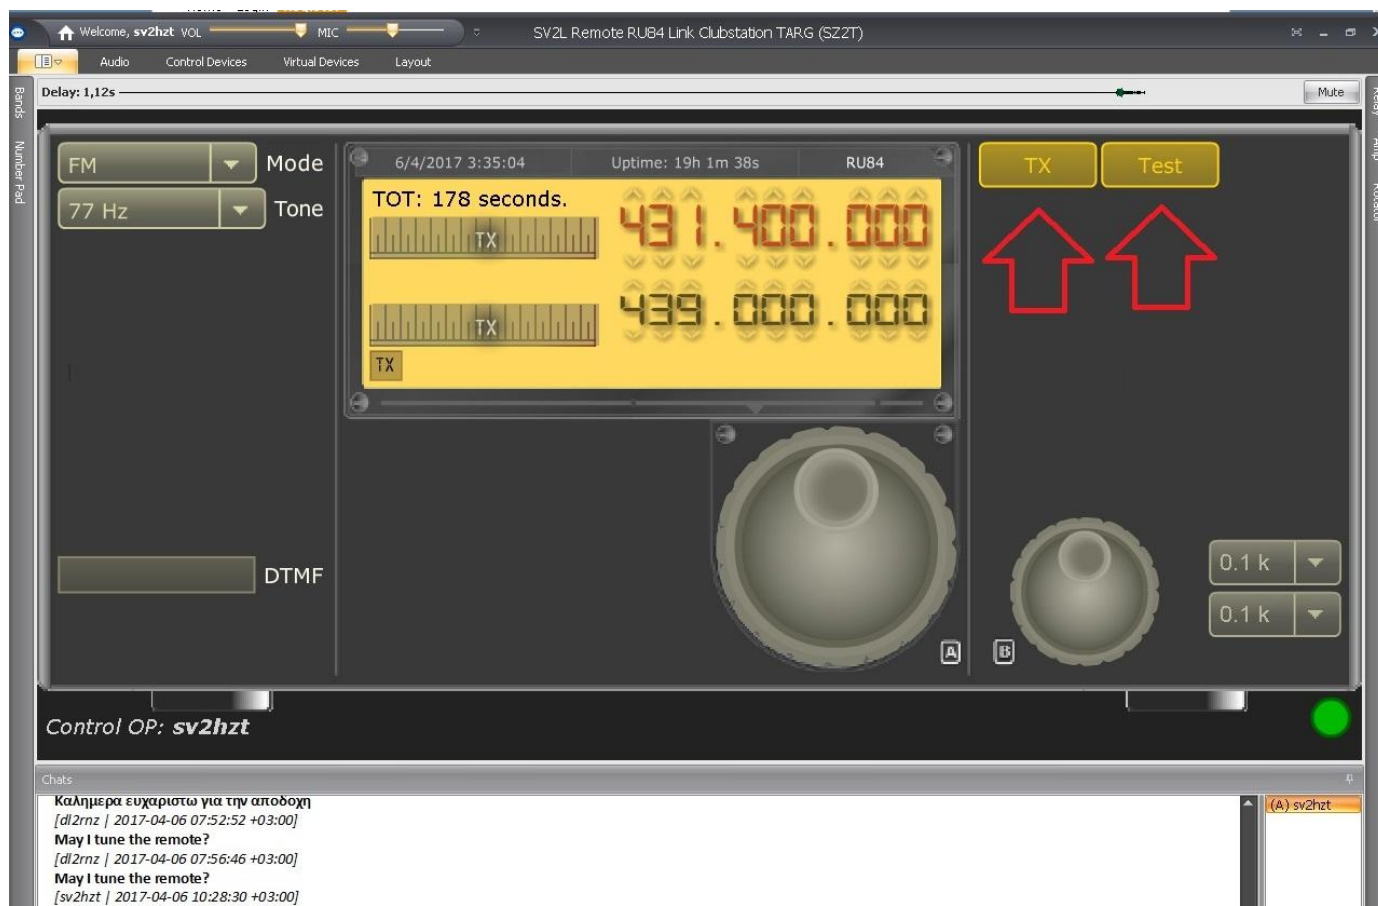 Welcome, sv2hzt VOL MIC SV2L Remote RU84 Link Clubstation TARG (SZ2T)
Audio Control Devices Virtual Devices Layout
Delay: 1,12s Mute
Bands
Number Pad
Relay
Amp
Rotator
FM Mode
77 Hz Tone
6/4/2017 3:35:04 Uptime: 19h 1m 38s RU84
TOT: 178 seconds.
TX 431.400.000
TX 439.000.000
TX
TX Test
DTMF
A
B
0.1 k
0.1 k
Control OP: sv2hzt
Chats
Καλημερα ευχαριστω για την αποδοχη
[dl2rnz | 2017-04-06 07:52:52 +03:00]
May I tune the remote?
[dl2rnz | 2017-04-06 07:56:46 +03:00]
May I tune the remote?
[sv2hzt | 2017-04-06 10:28:30 +03:00]
(A) sv2hzt